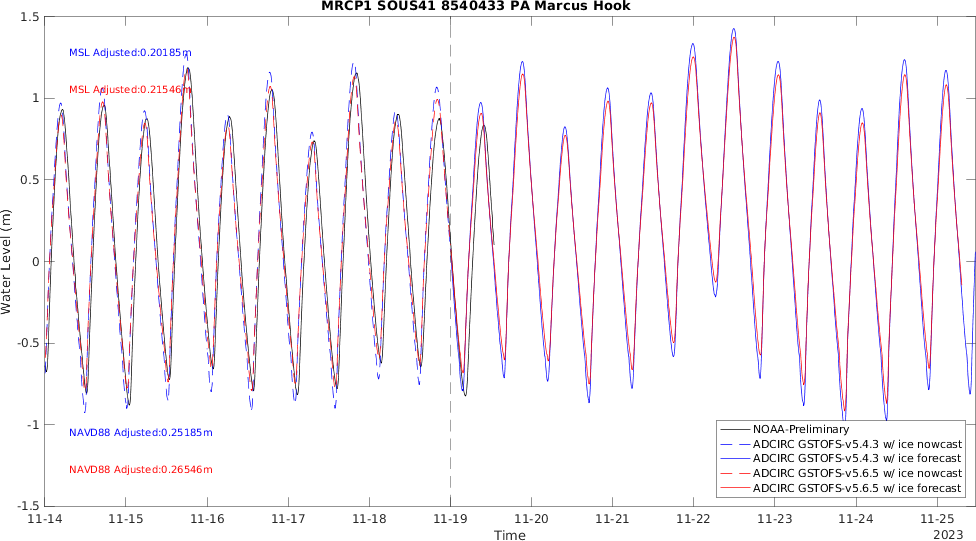 MRCP1 SOUS41 8540433 PA Marcus Hook
1.5
1
0.5
0
-0.5
-1
-1.5
Water Level (m)
MSL Adjusted:0.20185m
MSL Adjusted:0.21546m
NAVD88 Adjusted:0.25185m
NAVD88 Adjusted:0.26546m
NOAA-Preliminary
ADCIRC GSTOFS-v5.4.3 w/ ice nowcast
ADCIRC GSTOFS-v5.4.3 w/ ice forecast
ADCIRC GSTOFS-v5.6.5 w/ ice nowcast
ADCIRC GSTOFS-v5.6.5 w/ ice forecast
11-14 11-15 11-16 11-17 11-18 11-19 11-20 11-21 11-22 11-23 11-24 11-25
Time
2023